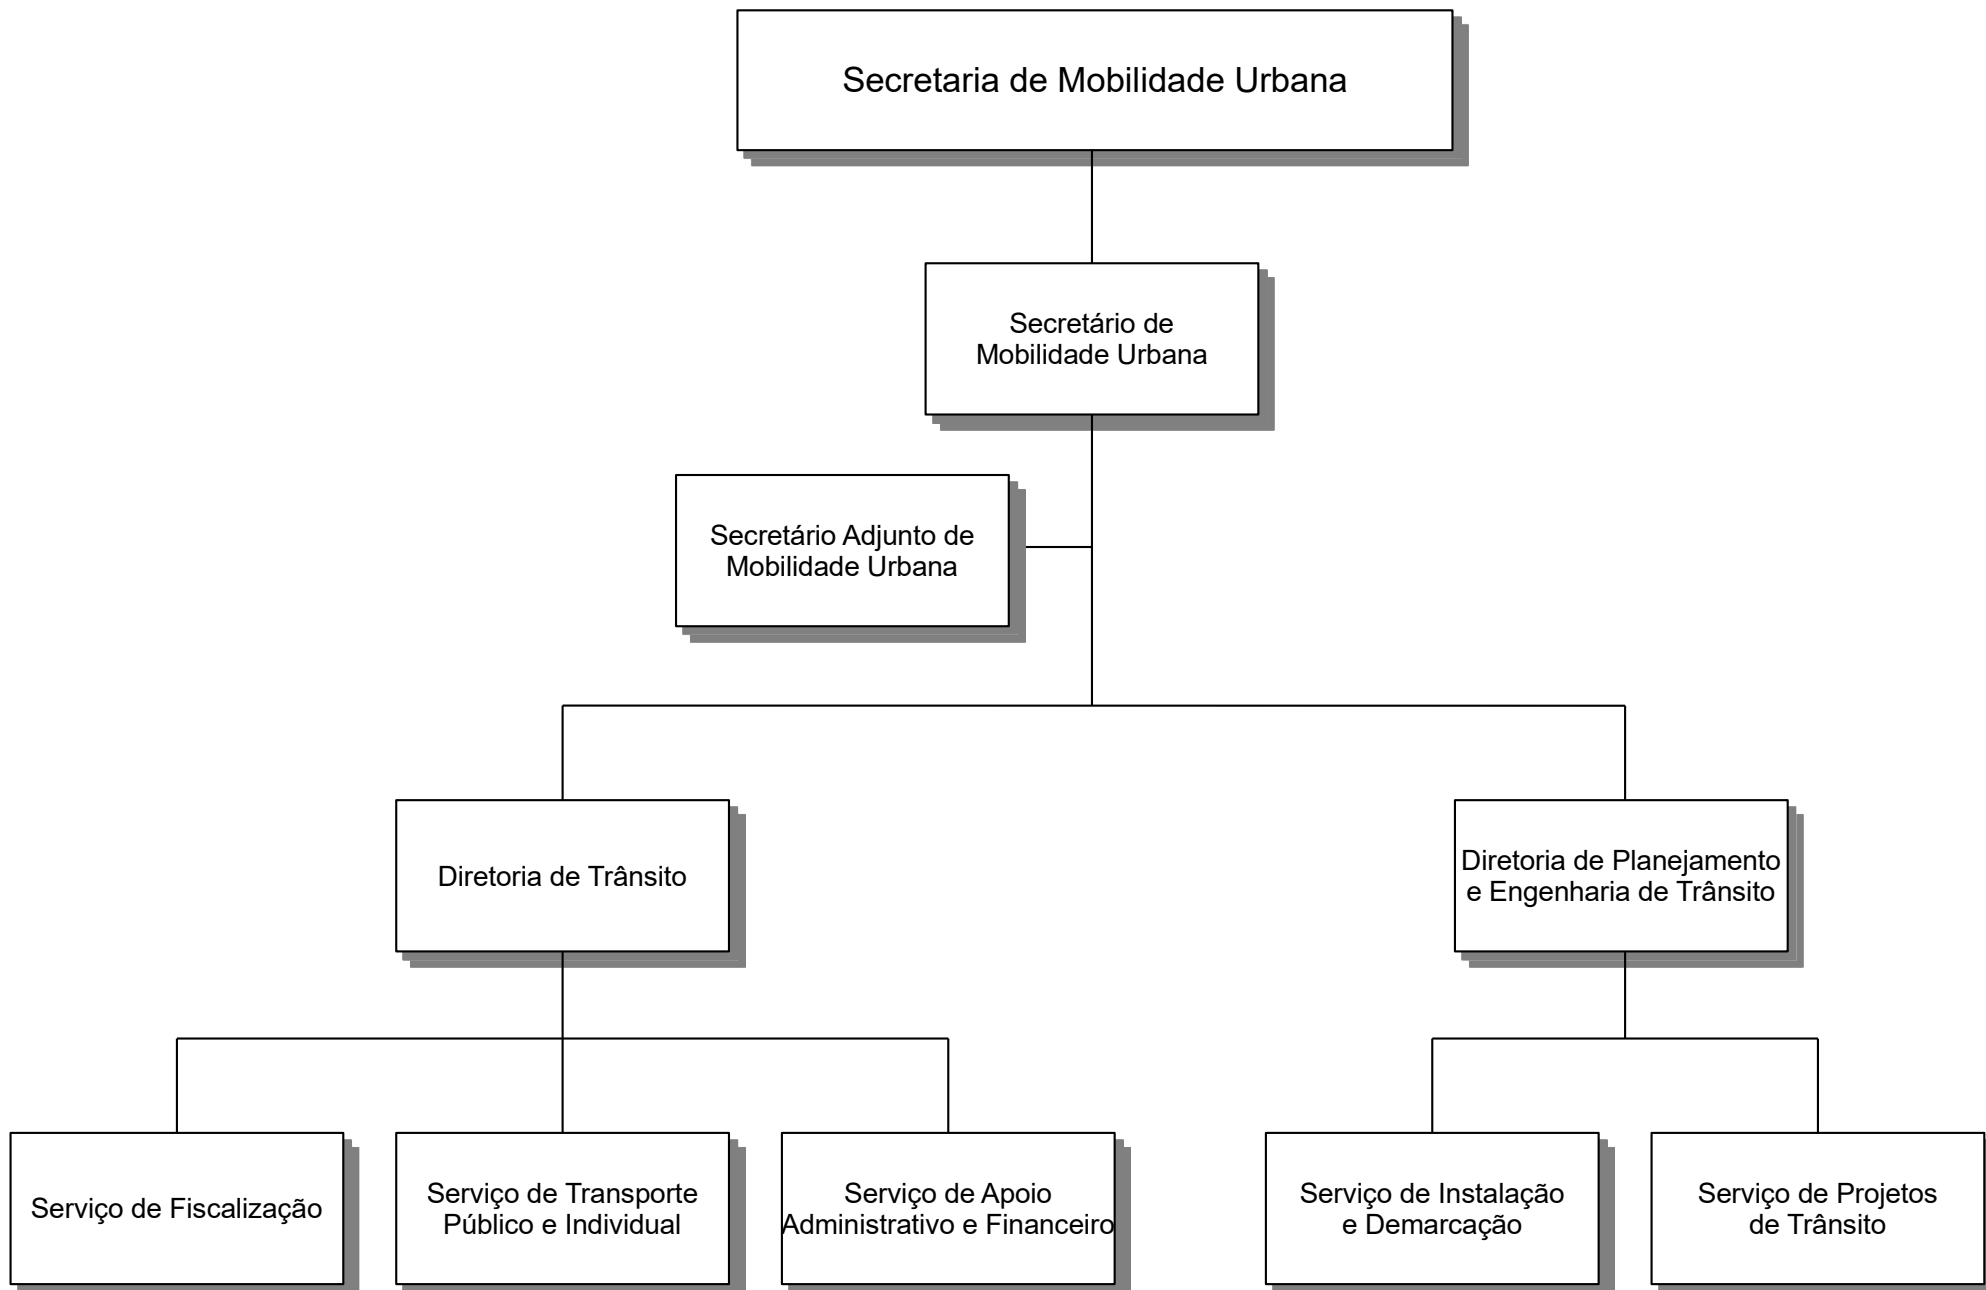 Secretaria de Mobilidade Urbana
Secretário de
Mobilidade Urbana
Secretário Adjunto de
Mobilidade Urbana
Diretoria de Trânsito
Diretoria de Planejamento
e Engenharia de Trânsito
Serviço de Fiscalização
Serviço de Transporte
Público e Individual
Serviço de Apoio
Administrativo e Financeiro
Serviço de Instalação
e Demarcação
Serviço de Projetos
de Trânsito